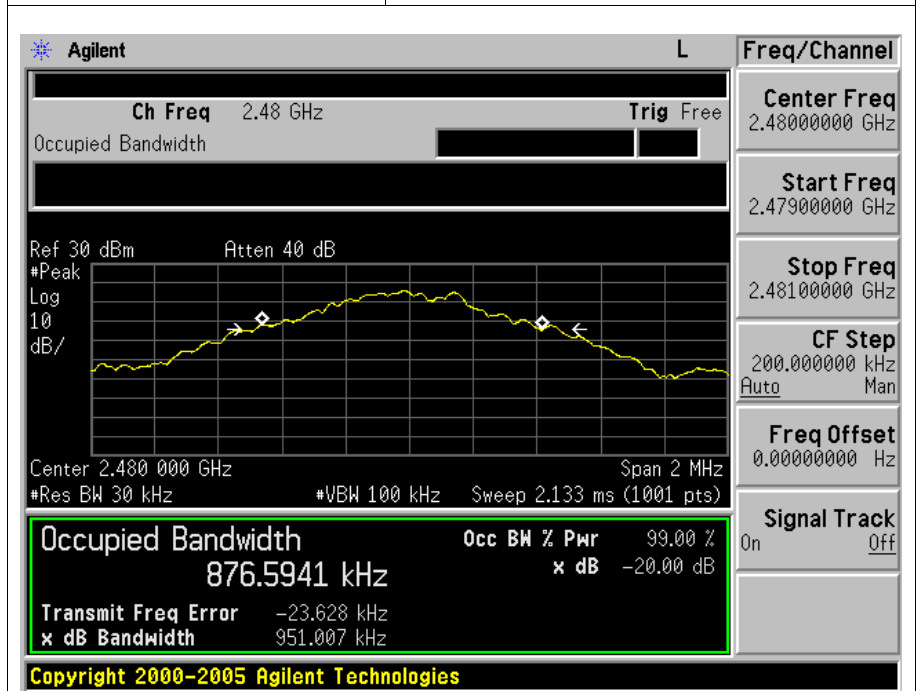 Agilent L
Freq/Channel
Ch Freq 2.48 GHz Trig Free
Occupied Bandwidth
Center Freq
2.48000000 GHz
Start Freq
2.47900000 GHz
Stop Freq
2.48100000 GHz
CF Step
200.000000 kHz
Auto Man
Freq Offset
0.00000000 Hz
Signal Track
On Off
Ref 30 dBm Atten 40 dB
#Peak
Log
10
dB/
Center 2.480 000 GHz Span 2 MHz
#Res BW 30 kHz #VBW 100 kHz Sweep 2.133 ms (1001 pts)
Occupied Bandwidth
876.5941 kHz
Occ BW % Pwr 99.00 %
x dB -20.00 dB
Transmit Freq Error -23.628 kHz
x dB Bandwidth 951.007 kHz
Copyright 2000-2005 Agilent Technologies